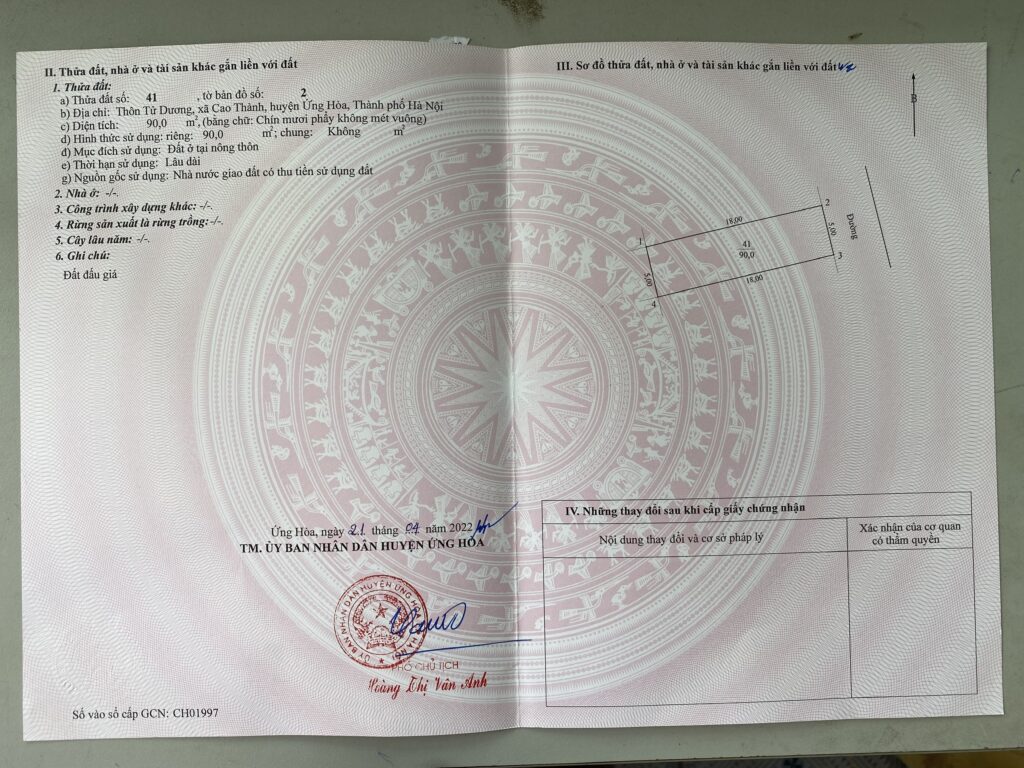 II. Thửa đất, nhà ở và tài sản khác gắn liền với đất
1. Thửa đất:
a) Thửa đất số: 41 , tờ bản đồ số: 2
b) Địa chỉ: Thôn Tử Dương, xã Cao Thành, huyện Ứng Hòa, Thành phố Hà Nội
c) Diện tích: 90,0 m², (bằng chữ: Chín mươi phẩy không mét vuông)
d) Hình thức sử dụng: riêng: 90,0 m²; chung: Không m²
đ) Mục đích sử dụng: Đất ở tại nông thôn
e) Thời hạn sử dụng: Lâu dài
g) Nguồn gốc sử dụng: Nhà nước giao đất có thu tiền sử dụng đất
2. Nhà ở: -/-.
3. Công trình xây dựng khác: -/-.
4. Rừng sản xuất là rừng trồng: -/-.
5. Cây lâu năm: -/-.
6. Ghi chú:
Đất đấu giá
Ứng Hòa, ngày 21 tháng 04 năm 2022
TM. ỦY BAN NHÂN DÂN HUYỆN ỨNG HÒA
ỦY BAN NHÂN DÂN HUYỆN ỨNG HÒA
HÀ NỘI
PHÓ CHỦ TỊCH
Hoàng Thị Vân Anh
Số vào sổ cấp GCN: CH01997
III. Sơ đồ thửa đất, nhà ở và tài sản khác gắn liền với đất
B
1
18,00
2
5,00
Đường
41
90,0
3
5,00
18,00
4
IV. Những thay đổi sau khi cấp giấy chứng nhận
Nội dung thay đổi và cơ sở pháp lý
Xác nhận của cơ quan
có thẩm quyền